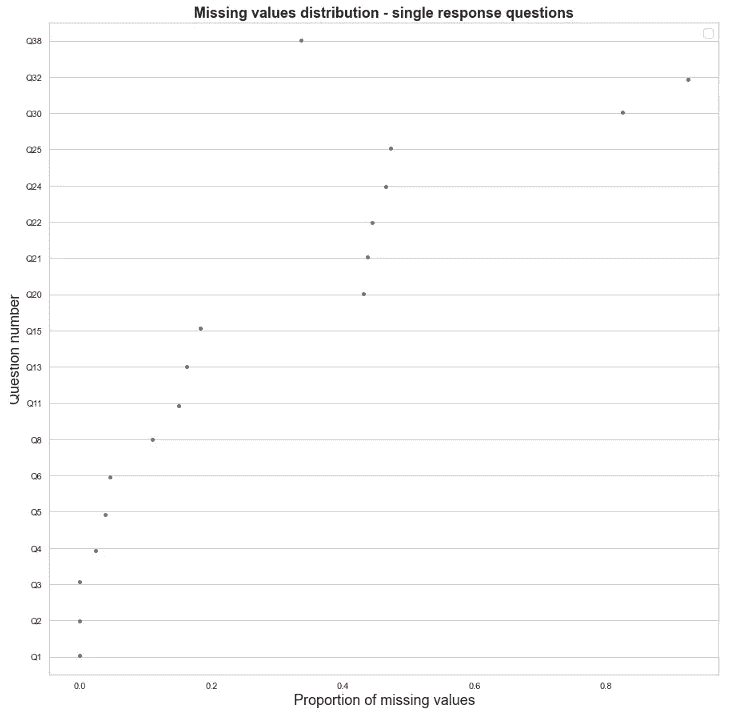 Missing values distribution - single response questions
Q38
Q32
Q30
Q25
Q24
Q22
Q21
Q20
Q15
Q13
Q11
Q8
Q6
Q5
Q4
Q3
Q2
Q1
Question number
0.0 0.2 0.4 0.6 0.8
Proportion of missing values